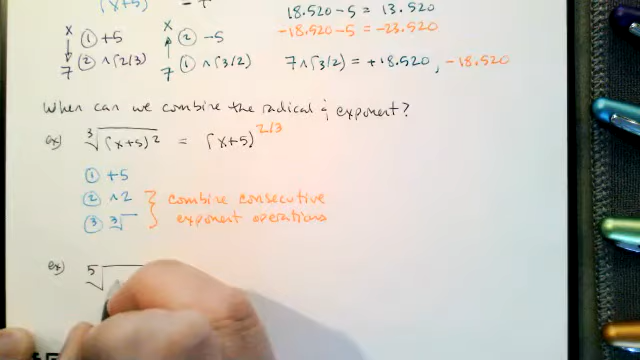 (x+5) = 7
18.520 - 5 = 13.520
-18.520 - 5 = -23.520
x ① +5 x ② -5
7 ② ^(2/3) 7 ① ^(3/2) 7^(3/2) = +18.520, -18.520
When can we combine the radical & exponent?
ex) ∛(x+5)² = (x+5)^2/3
① +5
② ^2 combine consecutive
③ ∛ exponent operations
ex) ⁵√